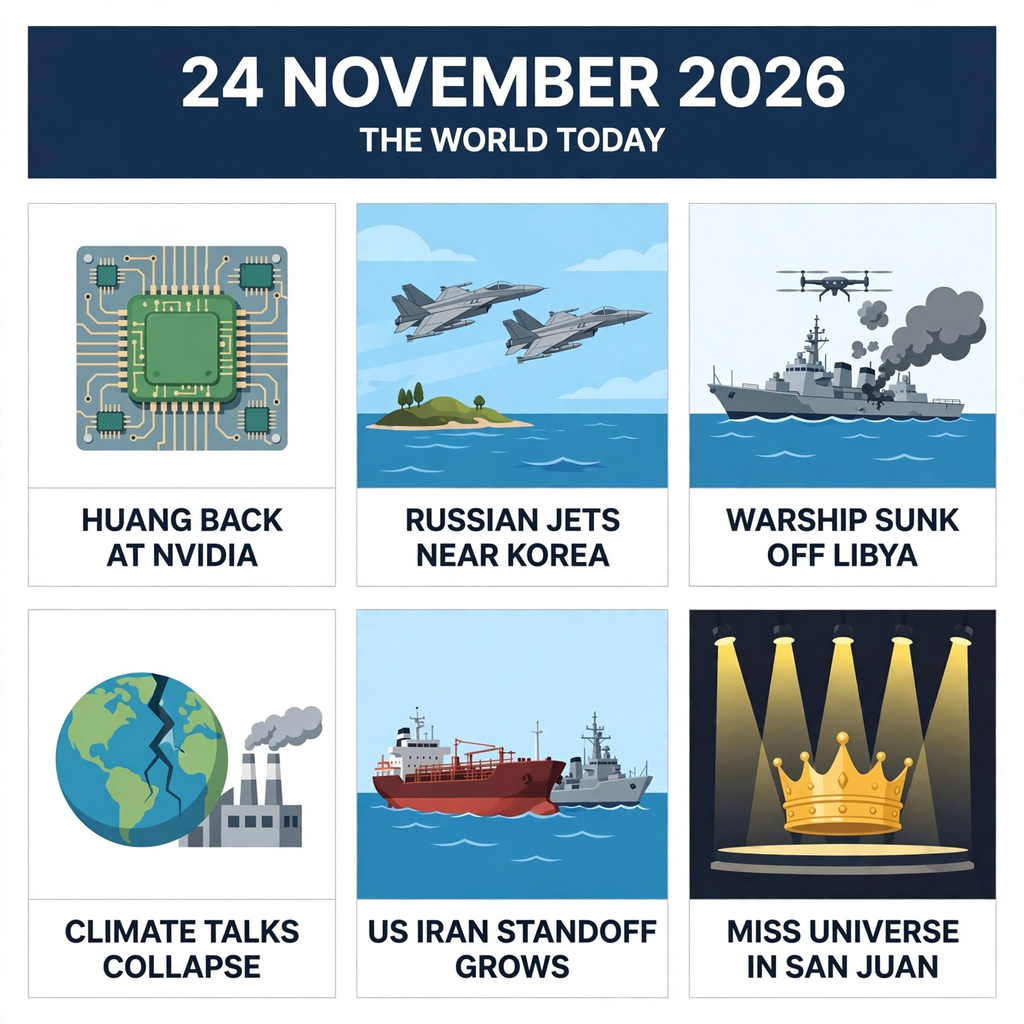 24 NOVEMBER 2026
THE WORLD TODAY
HUANG BACK
AT NVIDIA
RUSSIAN JETS
NEAR KOREA
WARSHIP SUNK
OFF LIBYA
CLIMATE TALKS
COLLAPSE
US IRAN STANDOFF
GROWS
MISS UNIVERSE
IN SAN JUAN